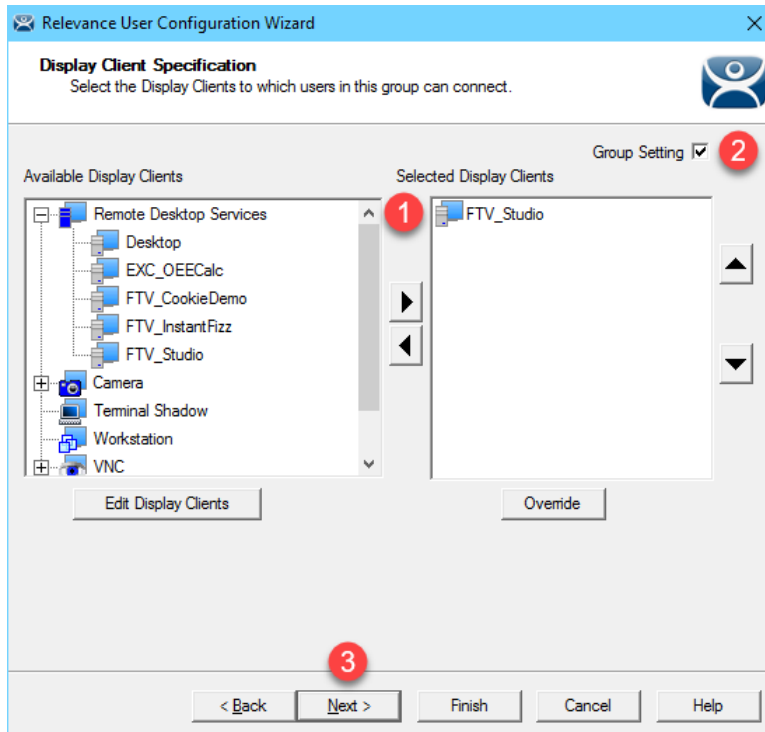 Relevance User Configuration Wizard
Display Client Specification
Select the Display Clients to which users in this group can connect.
Group Setting
2
Available Display Clients
Selected Display Clients
Remote Desktop Services
Desktop
EXC_OEECalc
FTV_CookieDemo
FTV_InstantFizz
FTV_Studio
Camera
Terminal Shadow
Workstation
VNC
1
FTV_Studio
Edit Display Clients
Override
3
< Back
Next >
Finish
Cancel
Help